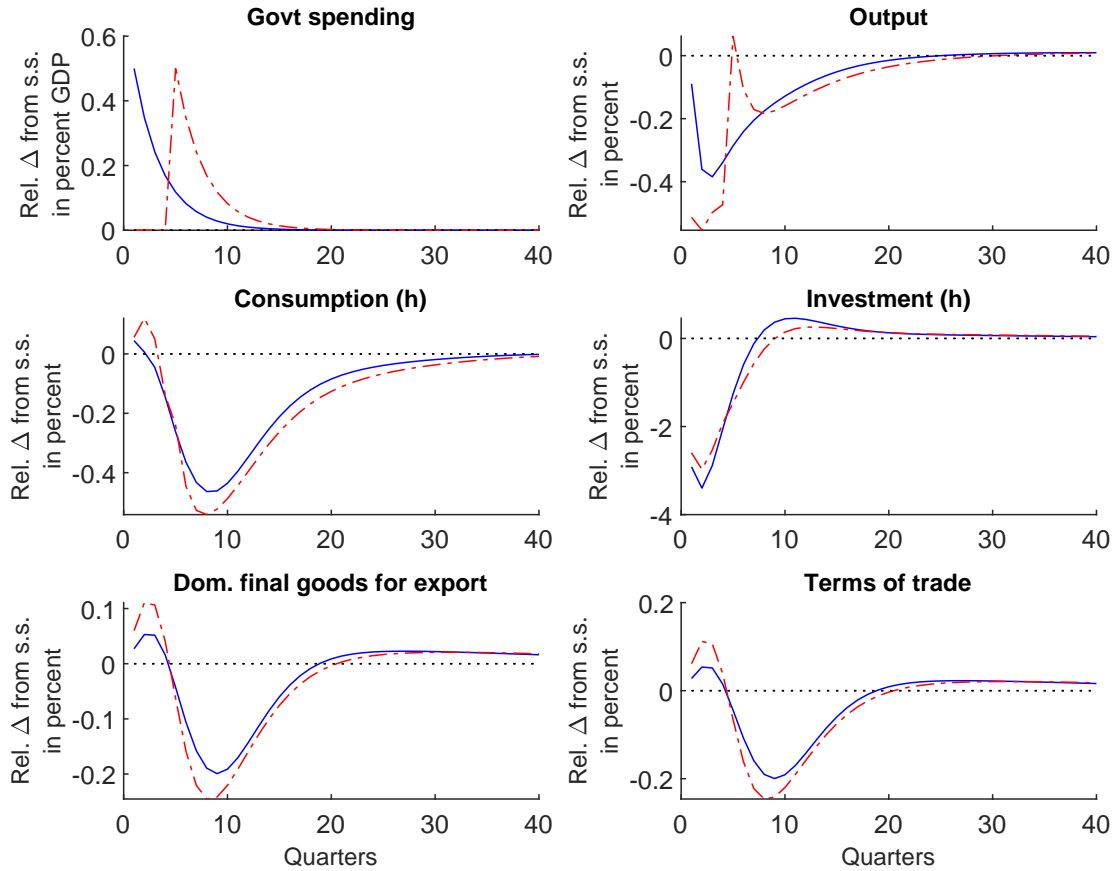 Govt spending
Output
Rel. Δ from s.s.
in percent GDP
0.6
0.4
0.2
0
0 10 20 30 40
Rel. Δ from s.s.
in percent
0
-0.2
-0.4
0 10 20 30 40
Consumption (h)
Investment (h)
Rel. Δ from s.s.
in percent
0
-0.2
-0.4
0 10 20 30 40
Rel. Δ from s.s.
in percent
0
-2
-4
0 10 20 30 40
Dom. final goods for export
Terms of trade
Rel. Δ from s.s.
in percent
0.1
0
-0.1
-0.2
0 10 20 30 40
Quarters
Rel. Δ from s.s.
in percent
0.2
0
-0.2
0 10 20 30 40
Quarters